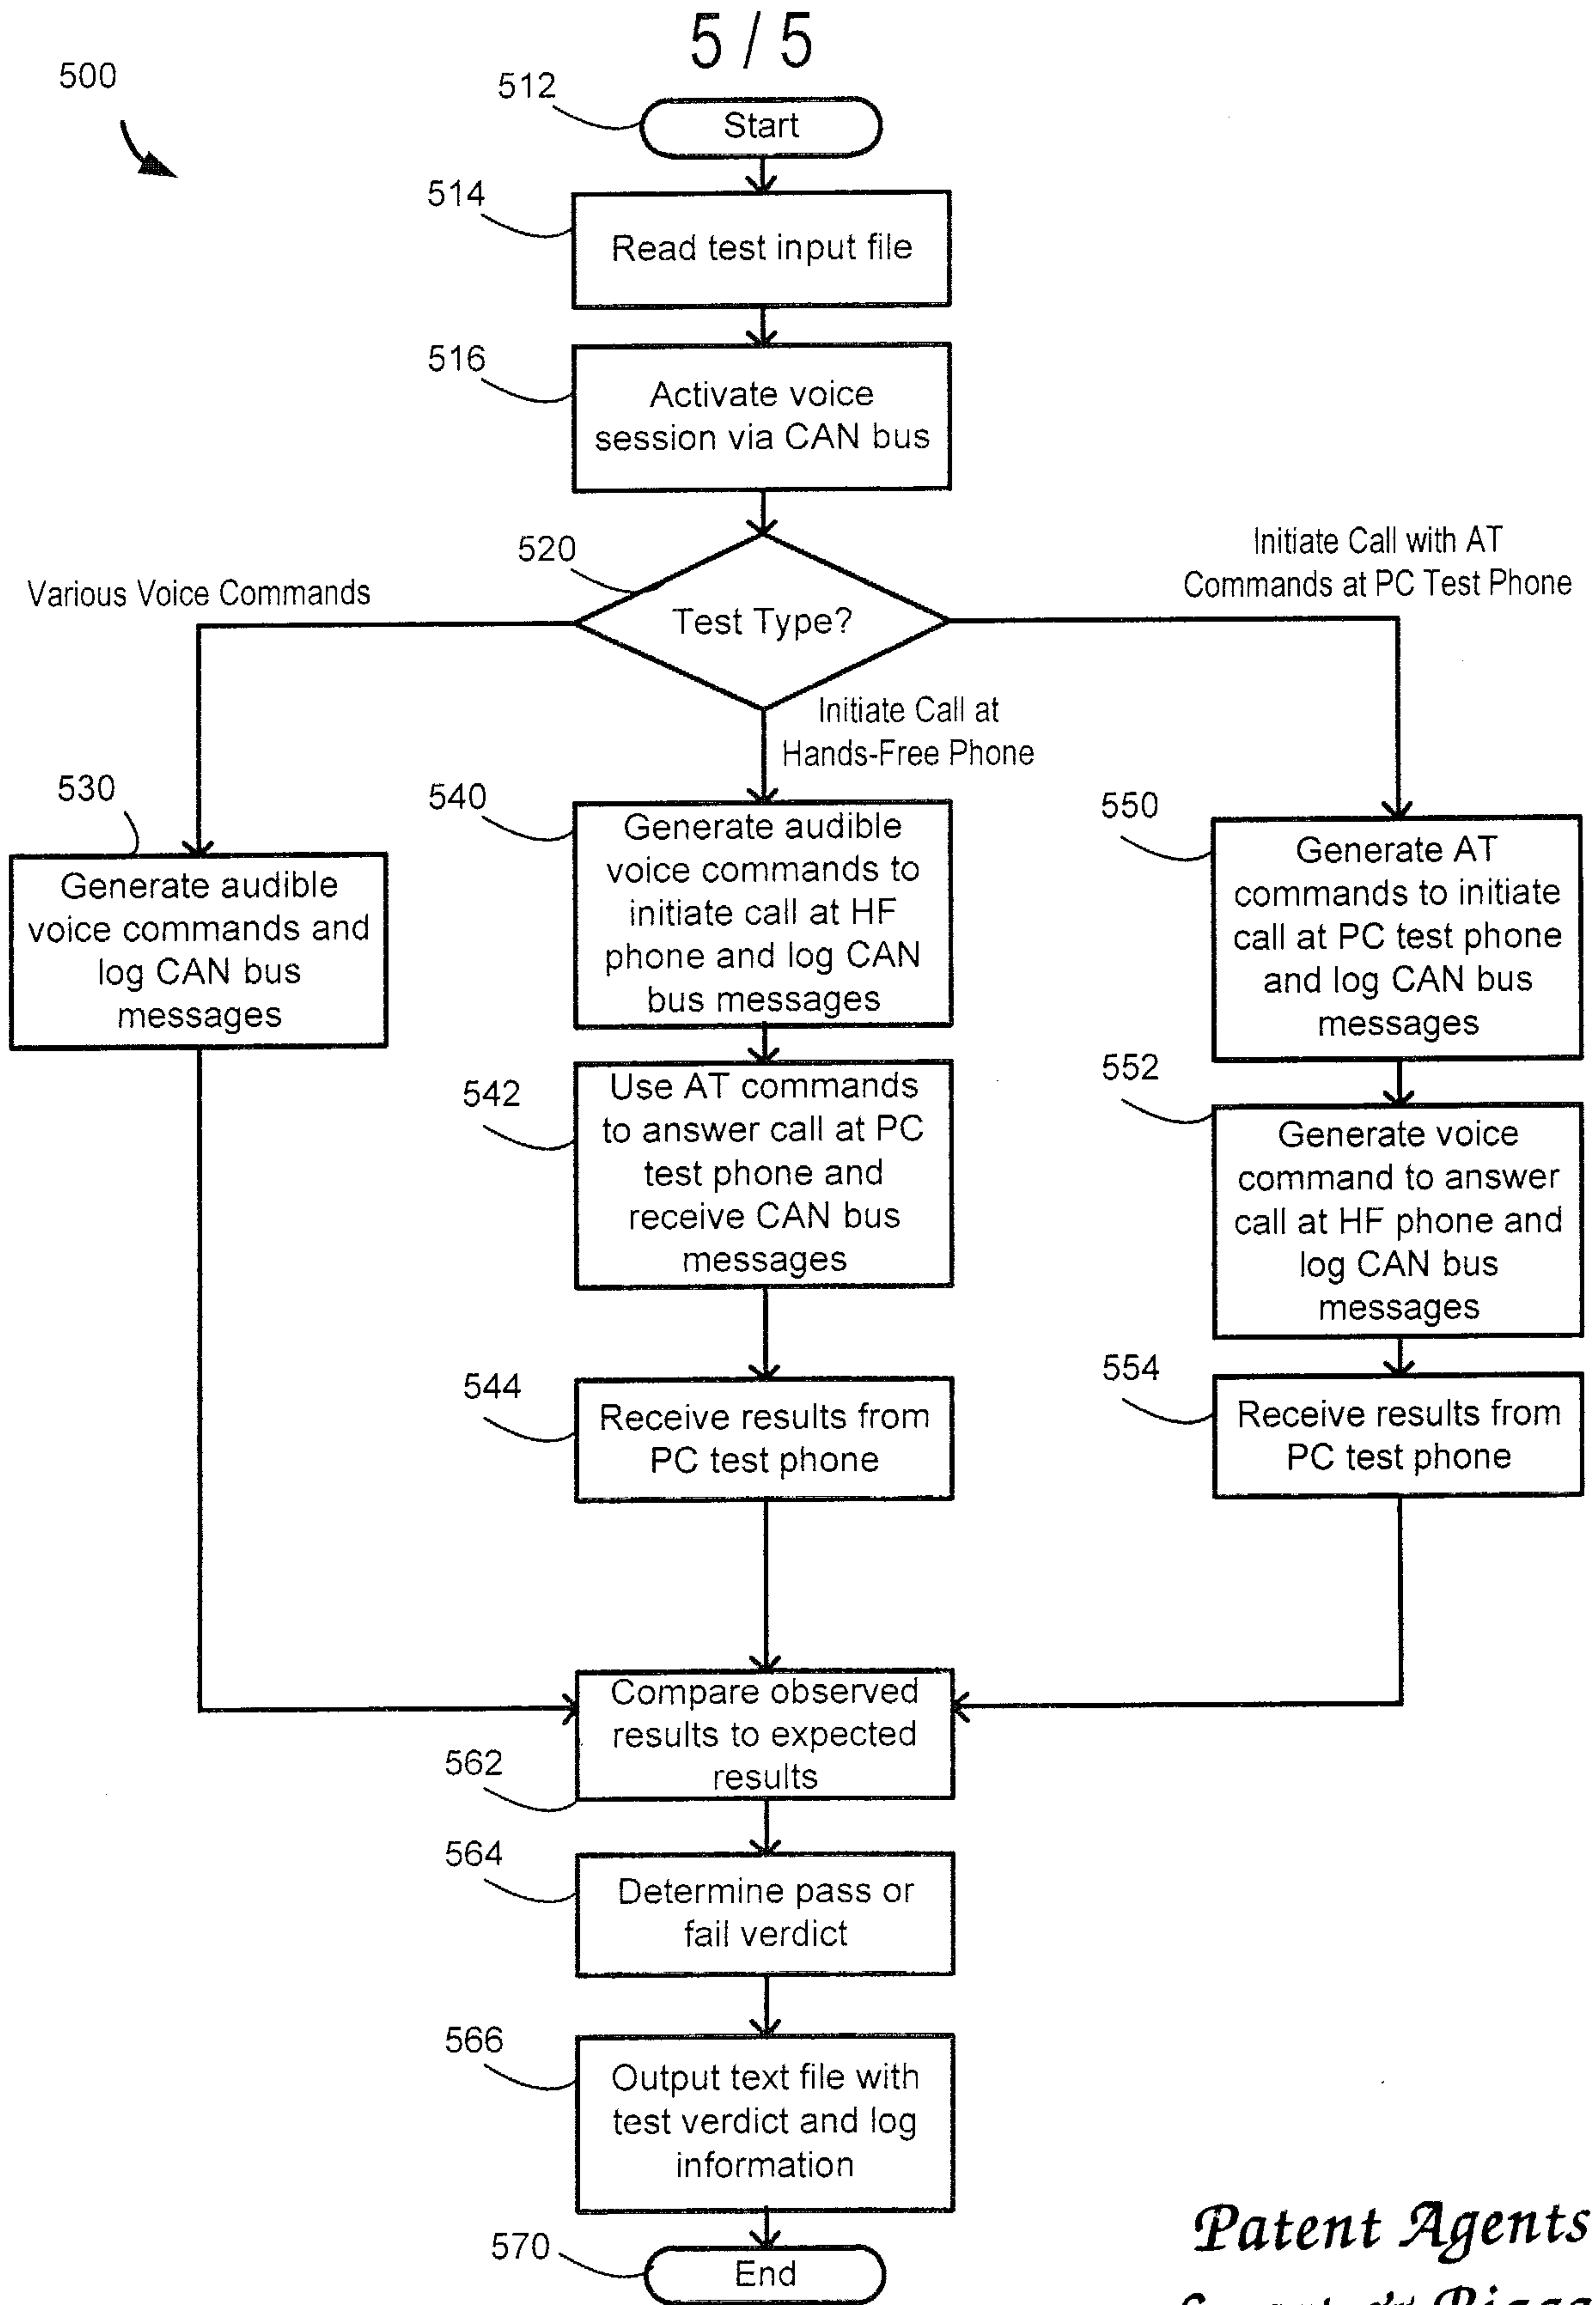 5 / 5
500
512
Start
514
Read test input file
516
Activate voice
session via CAN bus
520
Test Type?
Various Voice Commands
Initiate Call at
Hands-Free Phone
Initiate Call with AT
Commands at PC Test Phone
530
Generate audible
voice commands and
log CAN bus
messages
540
Generate audible
voice commands to
initiate call at HF
phone and log CAN
bus messages
542
Use AT commands
to answer call at PC
test phone and
receive CAN bus
messages
544
Receive results from
PC test phone
550
Generate AT
commands to initiate
call at PC test phone
and log CAN bus
messages
552
Generate voice
command to answer
call at HF phone and
log CAN bus
messages
554
Receive results from
PC test phone
562
Compare observed
results to expected
results
564
Determine pass or
fail verdict
566
Output text file with
test verdict and log
information
570
End
Patent Agents